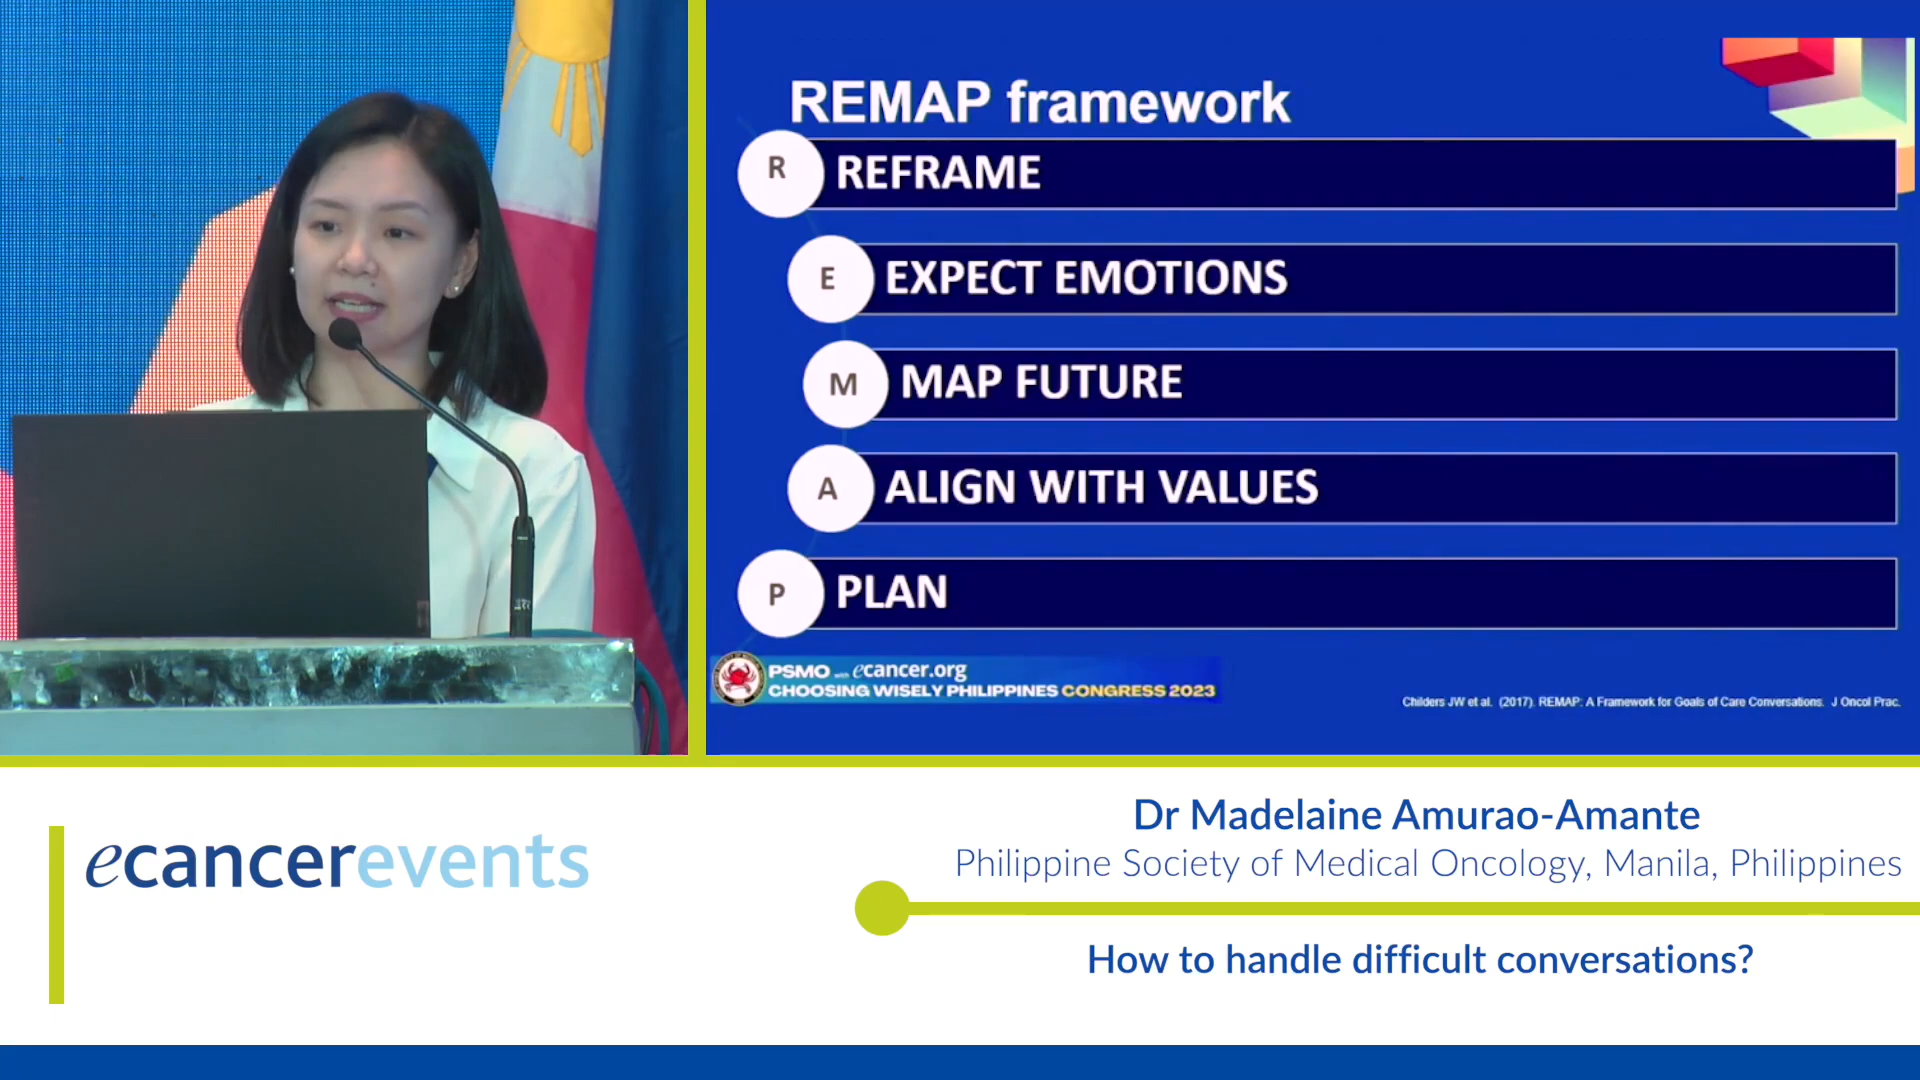 REMAP framework
R REFRAME
E EXPECT EMOTIONS
M MAP FUTURE
A ALIGN WITH VALUES
P PLAN
PSMO with ecancer.org
CHOOSING WISELY PHILIPPINES CONGRESS 2023
Childers JW et al. (2017). REMAP: A Framework for Goals of Care Conversations. J Oncol Prac.
ecancerevents
Dr Madelaine Amurao-Amante
Philippine Society of Medical Oncology, Manila, Philippines
How to handle difficult conversations?